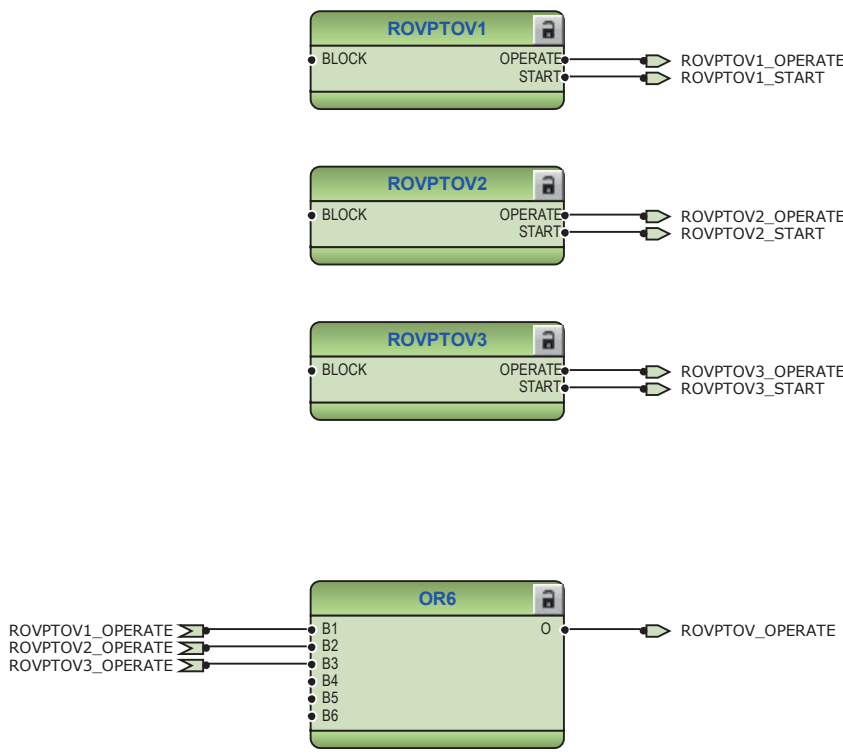 ROVPTOV1
BLOCK OPERATE ROVPTOV1_OPERATE
START ROVPTOV1_START
ROVPTOV2
BLOCK OPERATE ROVPTOV2_OPERATE
START ROVPTOV2_START
ROVPTOV3
BLOCK OPERATE ROVPTOV3_OPERATE
START ROVPTOV3_START
OR6
ROVPTOV1_OPERATE B1 O ROVPTOV_OPERATE
ROVPTOV2_OPERATE B2
ROVPTOV3_OPERATE B3
B4
B5
B6